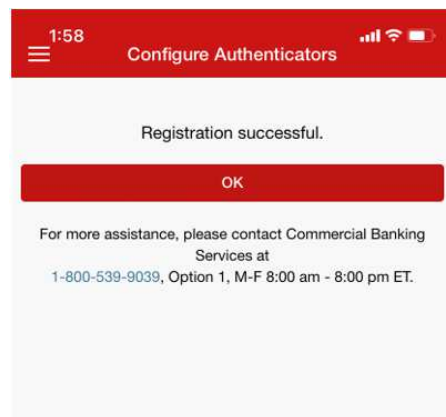 1:58
Configure Authenticators
Registration successful.
OK
For more assistance, please contact Commercial Banking
Services at
1-800-539-9039, Option 1, M-F 8:00 am - 8:00 pm ET.